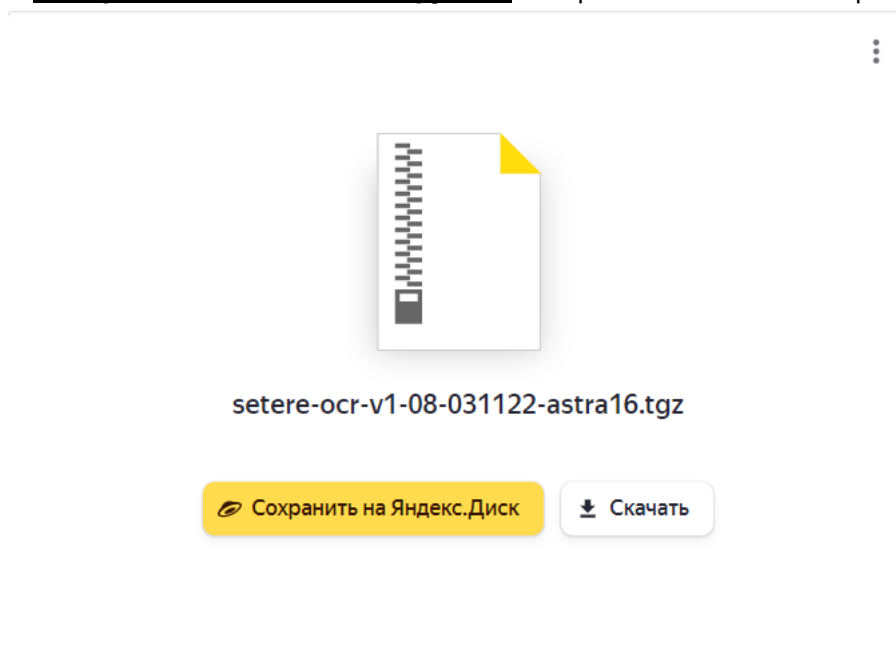 setere-ocr-v1-08-031122-astra16.tgz
Сохранить на Яндекс.Диск
Скачать